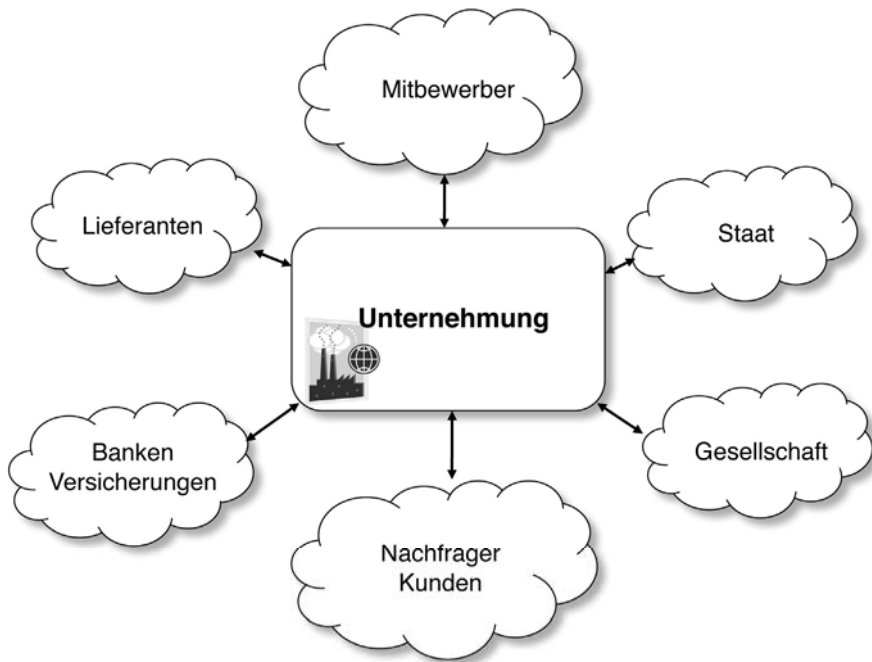 Mitbewerber
Lieferanten
Staat
Unternehmung
Banken
Versicherungen
Gesellschaft
Nachfrager
Kunden